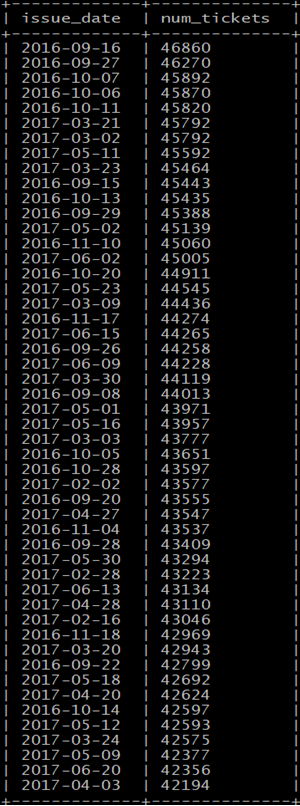 +------------+-------------+
| issue_date | num_tickets |
+------------+-------------+
| 2016-09-16 | 46860 |
| 2016-09-27 | 46270 |
| 2016-10-07 | 45892 |
| 2016-10-06 | 45870 |
| 2016-10-11 | 45820 |
| 2017-03-21 | 45792 |
| 2017-03-02 | 45792 |
| 2017-05-11 | 45592 |
| 2017-03-23 | 45464 |
| 2016-09-15 | 45443 |
| 2016-10-13 | 45435 |
| 2016-09-29 | 45388 |
| 2017-05-02 | 45139 |
| 2016-11-10 | 45060 |
| 2017-06-02 | 45005 |
| 2016-10-20 | 44911 |
| 2017-05-23 | 44545 |
| 2017-03-09 | 44436 |
| 2016-11-17 | 44274 |
| 2017-06-15 | 44265 |
| 2016-09-26 | 44258 |
| 2017-06-09 | 44228 |
| 2017-03-30 | 44119 |
| 2016-09-08 | 44013 |
| 2017-05-01 | 43971 |
| 2017-05-16 | 43957 |
| 2017-03-03 | 43777 |
| 2016-10-05 | 43651 |
| 2016-10-28 | 43597 |
| 2017-02-02 | 43577 |
| 2016-09-20 | 43555 |
| 2017-04-27 | 43547 |
| 2016-11-04 | 43537 |
| 2016-09-28 | 43409 |
| 2017-05-30 | 43294 |
| 2017-02-28 | 43223 |
| 2017-06-13 | 43134 |
| 2017-04-28 | 43110 |
| 2017-02-16 | 43046 |
| 2016-11-18 | 42969 |
| 2017-03-20 | 42943 |
| 2016-09-22 | 42799 |
| 2017-05-18 | 42692 |
| 2017-04-20 | 42624 |
| 2016-10-14 | 42597 |
| 2017-05-12 | 42593 |
| 2017-03-24 | 42575 |
| 2017-05-09 | 42377 |
| 2017-06-20 | 42356 |
| 2017-04-03 | 42194 |
+------------+-------------+